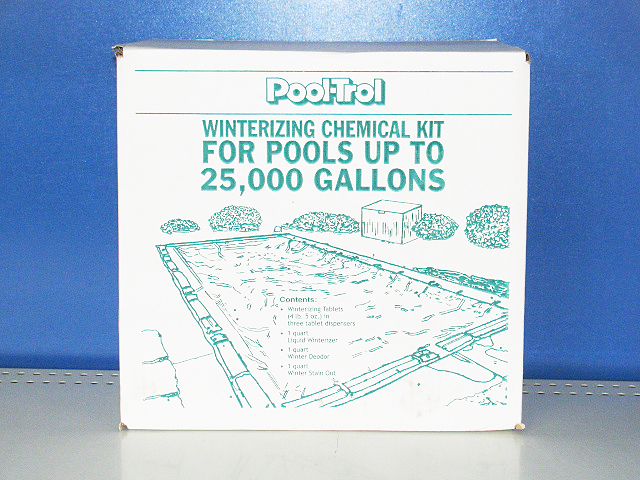 Pool-Trol
WINTERIZING CHEMICAL KIT
FOR POOLS UP TO
25,000 GALLONS
Contents:
• Winterizing Tablets
(4 lb. 5 oz.) in
three tablet dispensers
• 1 quart
Liquid Winterizer
• 1 quart
Winter Deodor
• 1 quart
Winter Stain Out